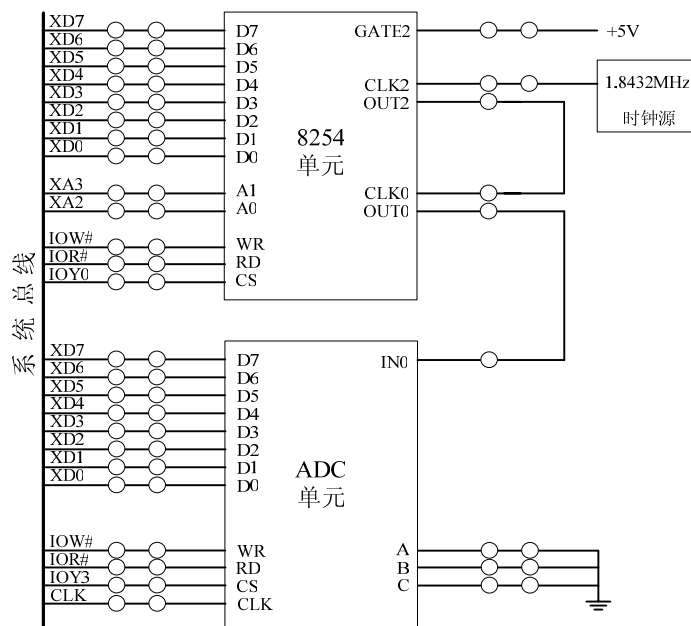 XD7 D7 GATE2 +5V
XD6 D6
XD5 D5
XD4 D4 CLK2 1.8432MHz
XD3 D3 OUT2
XD2 D2 时钟源
XD1 D1 8254
XD0 D0 单元
XA3 A1 CLK0
XA2 A0 OUT0
IOW# WR
IOR# RD
IOY0 CS
系统总线
XD7 D7 IN0
XD6 D6
XD5 D5
XD4 D4
XD3 D3
XD2 D2
XD1 D1 ADC
XD0 D0 单元
IOW# WR A
IOR# RD B
IOY3 CS C
CLK CLK